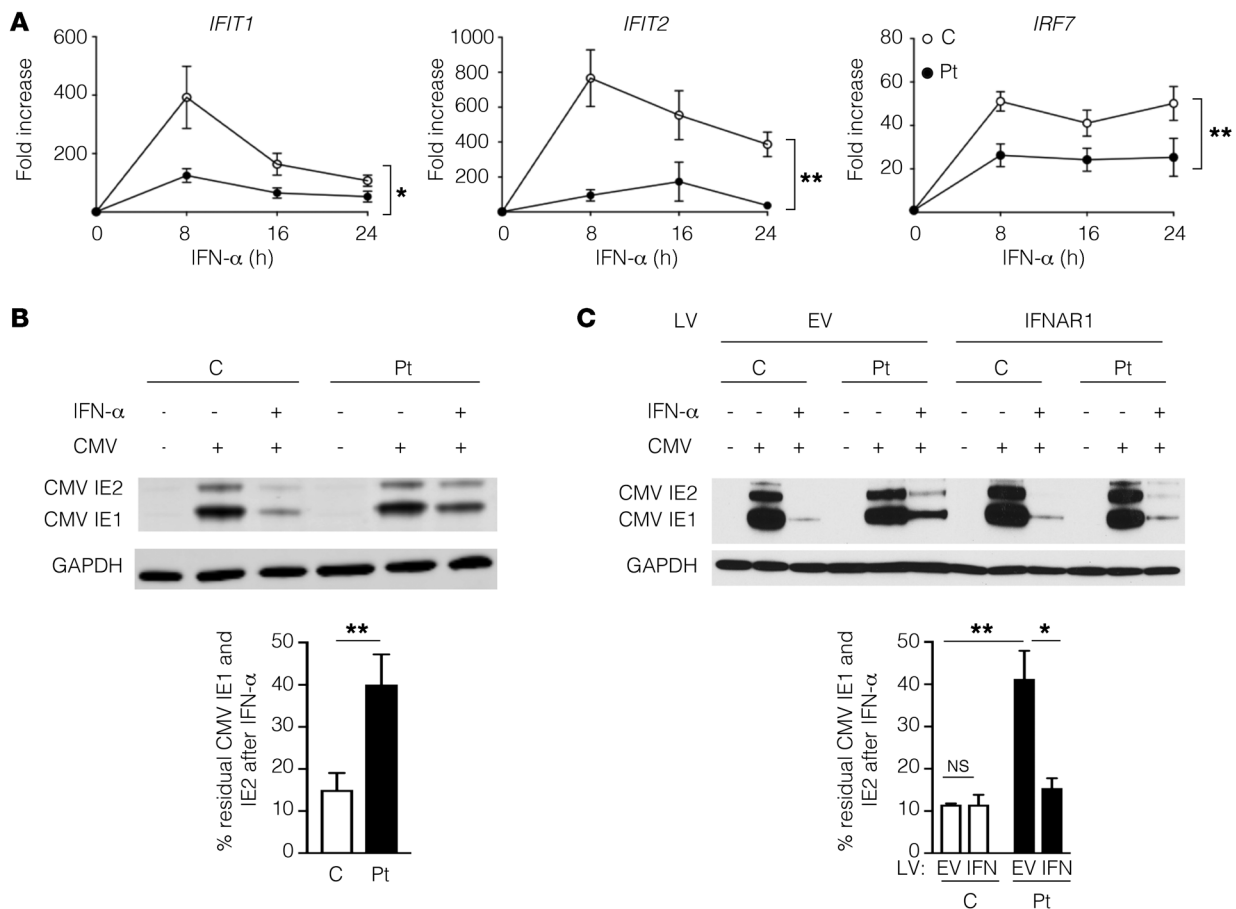 A
IFIT1
IFIT2
IRF7
Fold increase
600
400
200
0 8 16 24
IFN-α (h)
*
Fold increase
1000
800
600
400
200
0 8 16 24
IFN-α (h)
**
Fold increase
80
60
40
20
0 8 16 24
IFN-α (h)
C
Pt
**
B
C Pt
IFN-α - - + - - +
CMV - + + - + +
CMV IE2
CMV IE1
GAPDH
% residual CMV IE1 and
IE2 after IFN-α
50
40
30
20
10
0
**
C Pt
C
LV EV IFNAR1
C Pt C Pt
IFN-α - - + - - + - - + - - +
CMV - + + - + + - + + - + +
CMV IE2
CMV IE1
GAPDH
% residual CMV IE1 and
IE2 after IFN-α
50
40
30
20
10
0
** *
NS
LV: EV IFN EV IFN
C Pt